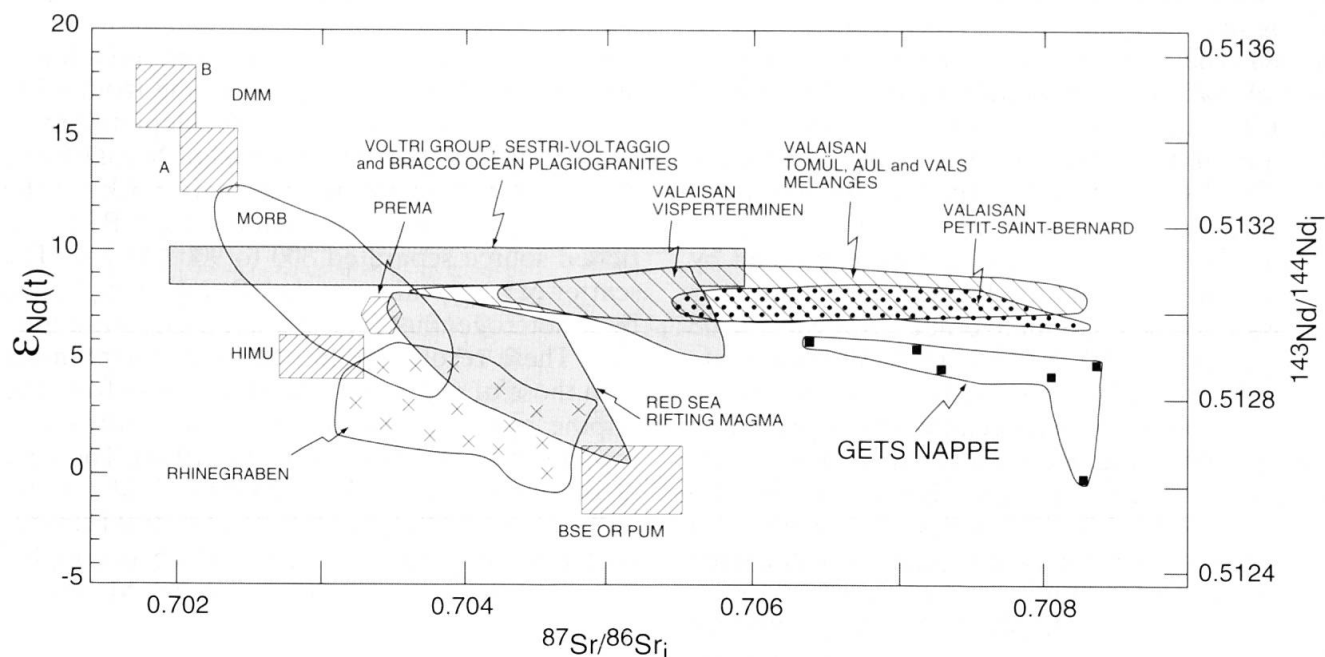 20
15
10
5
0
-5
εNd(t)
B
DMM
A
MORB
PREMA
VOLTRI GROUP, SESTRI-VOLTAGGIO
and BRACCO OCEAN PLAGIOGRANITES
VALAISAN
VISPERTERMINEN
VALAISAN
TOMÜL, AUL and VALS
MELANGES
VALAISAN
PETIT-SAINT-BERNARD
HIMU
RHINEGRABEN
RED SEA
RIFTING MAGMA
BSE OR PUM
GETS NAPPE
0.5136
0.5132
0.5128
0.5124
143Nd/144Ndi
0.702
0.704
0.706
0.708
87Sr/86Sri